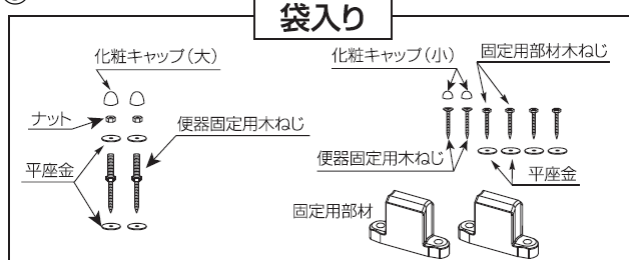 袋入り
化粧キャップ（大）
ナット
便器固定用木ねじ
平座金
化粧キャップ（小）
固定用部材木ねじ
便器固定用木ねじ
平座金
固定用部材